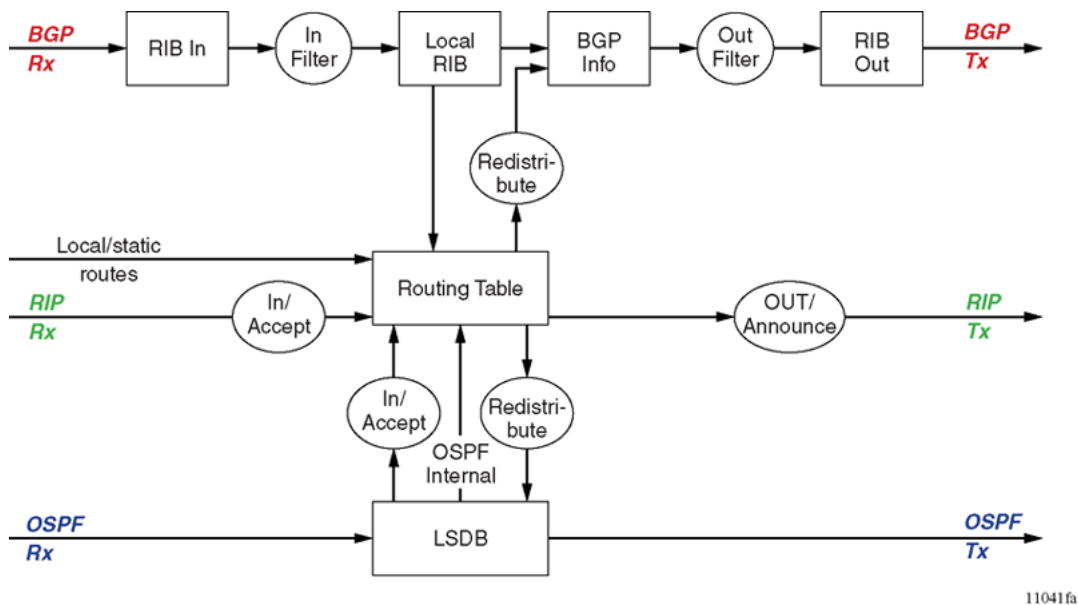 BGP
Rx
RIB In
In
Filter
Local
RIB
BGP
Info
Out
Filter
RIB
Out
BGP
Tx
Redistri-
bute
Local/static
routes
Routing Table
RIP
Rx
In/
Accept
OUT/
Announce
RIP
Tx
In/
Accept
OSPF
Internal
Redistri-
bute
OSPF
Rx
LSDB
OSPF
Tx
11041fa